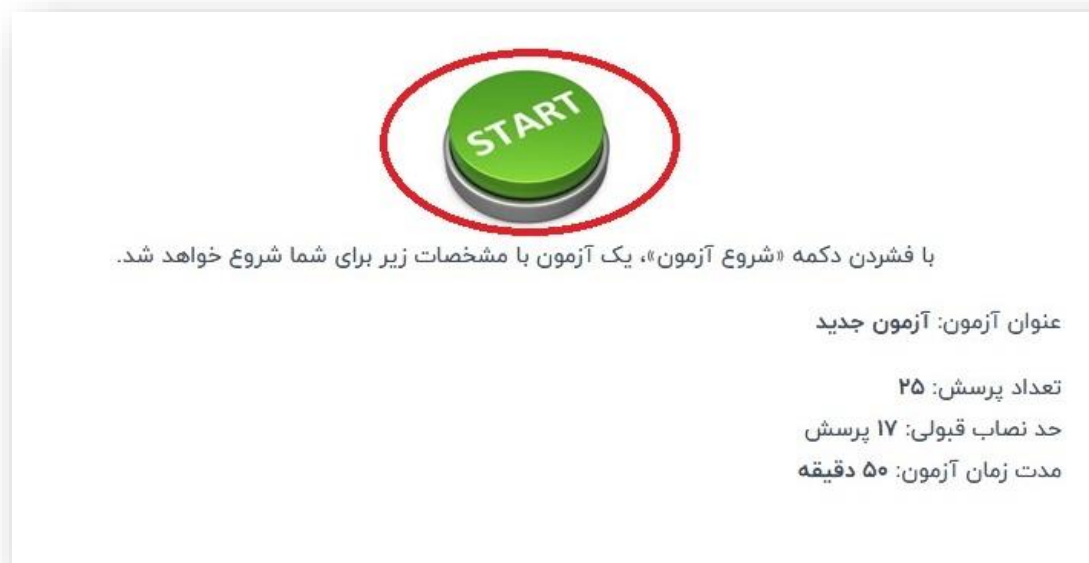 START
با فشردن دکمه «شروع آزمون»، یک آزمون با مشخصات زیر برای شما شروع خواهد شد.
عنوان آزمون: آزمون جدید
تعداد پرسش: ۲۵
حد نصاب قبولی: ۱۷ پرسش
مدت زمان آزمون: ۵۰ دقیقه